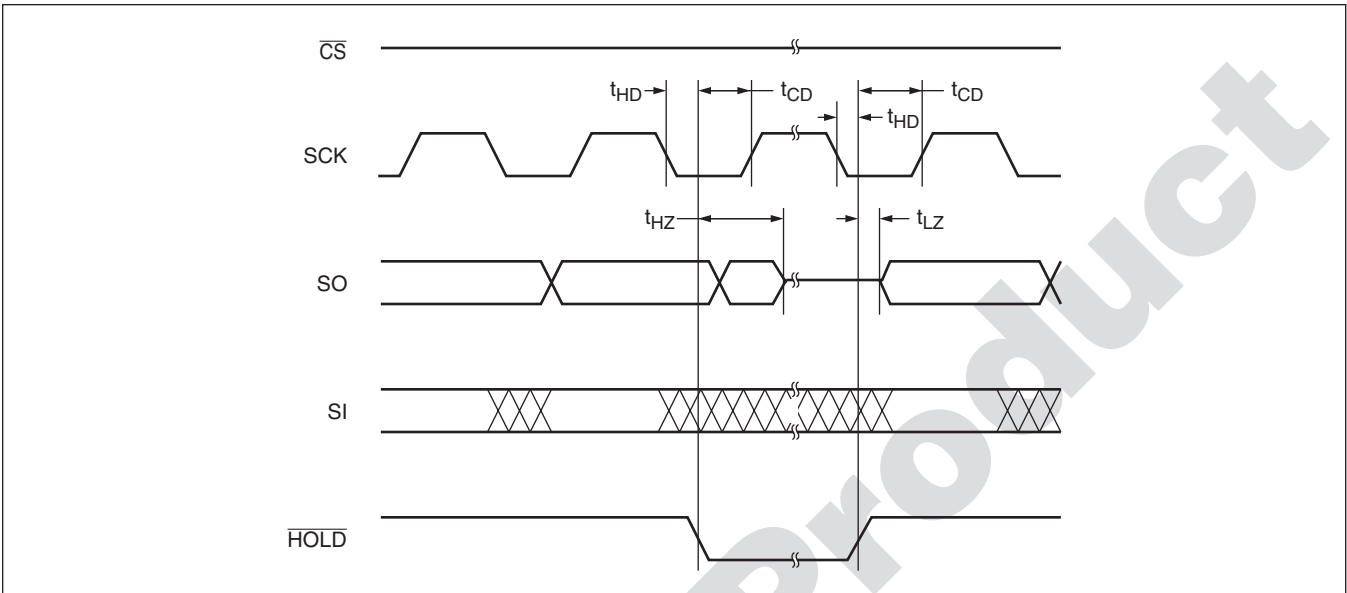 CS
tHD
tCD
tCD
tHD
SCK
tHZ
tLZ
SO
SI
HOLD
Product